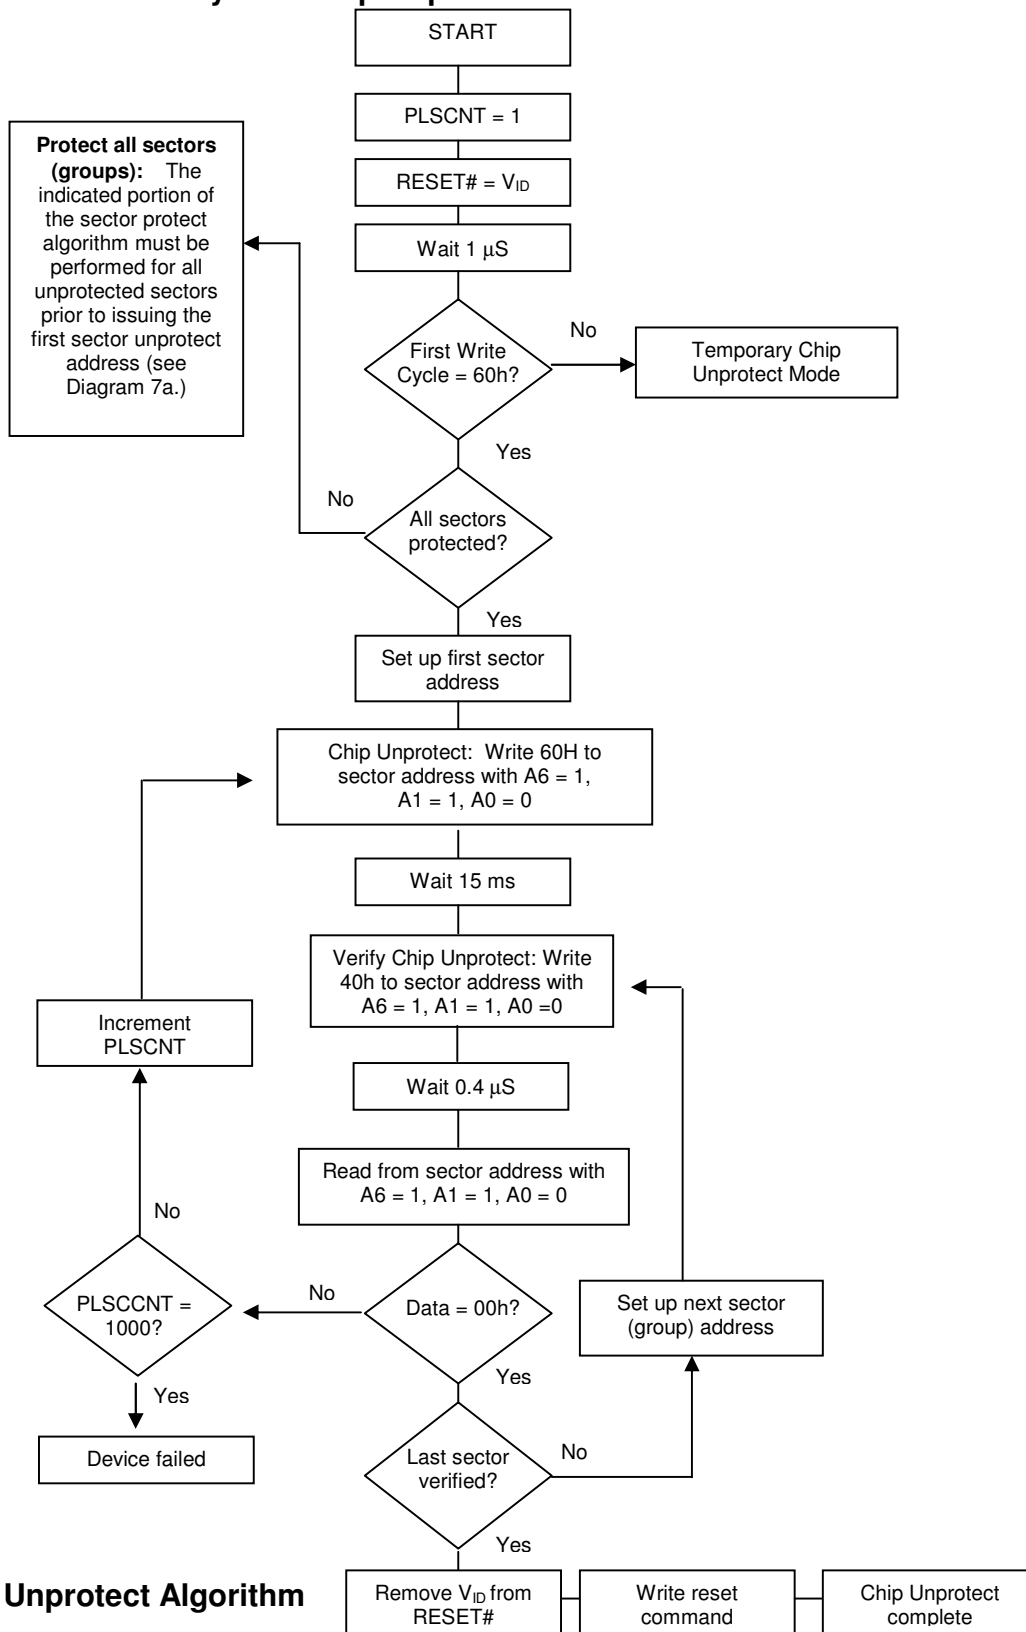 START
PLSCNT = 1
RESET# = VID
Wait 1 μS
Protect all sectors
(groups): The
indicated portion of
the sector protect
algorithm must be
performed for all
unprotected sectors
prior to issuing the
first sector unprotect
address (see
Diagram 7a.)
First Write
Cycle = 60h?
No
Temporary Chip
Unprotect Mode
Yes
No
All sectors
protected?
Yes
Set up first sector
address
Chip Unprotect: Write 60H to
sector address with A6 = 1,
A1 = 1, A0 = 0
Wait 15 ms
Verify Chip Unprotect: Write
40h to sector address with
A6 = 1, A1 = 1, A0 =0
Increment
PLSCNT
Wait 0.4 μS
Read from sector address with
A6 = 1, A1 = 1, A0 = 0
No
PLSCCNT =
1000?
No
Data = 00h?
Set up next sector
(group) address
Yes
Yes
Device failed
Last sector
verified?
No
Yes
Unprotect Algorithm
Remove VID from
RESET#
Write reset
command
Chip Unprotect
complete